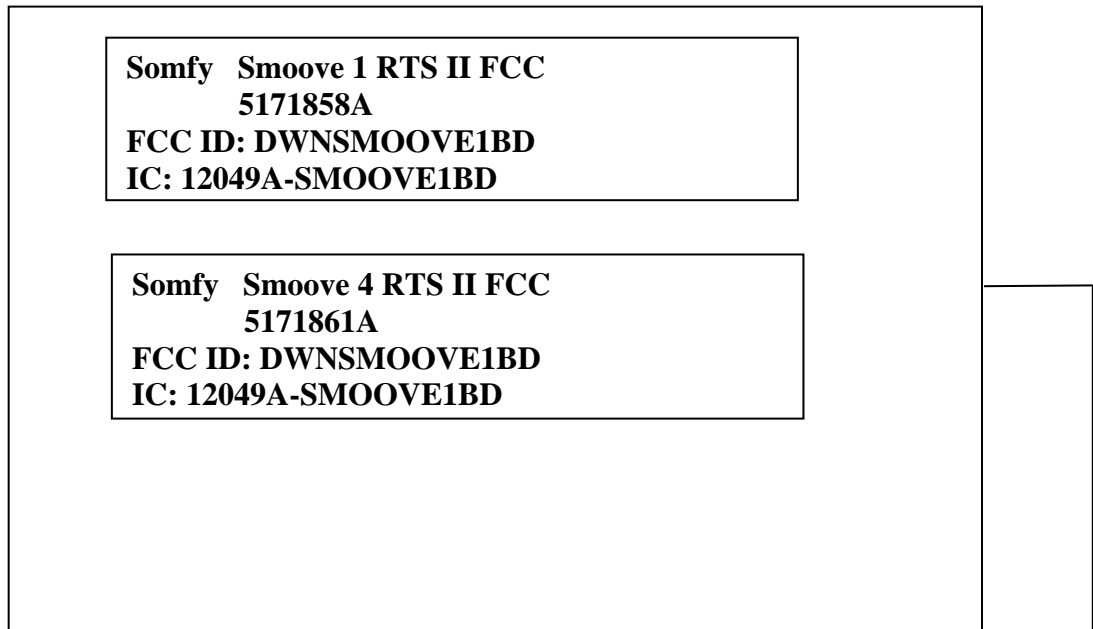 Somfy Smoove 1 RTS II FCC
5171858A
FCC ID: DWNSMOOVE1BD
IC: 12049A-SMOOVE1BD
Somfy Smoove 4 RTS II FCC
5171861A
FCC ID: DWNSMOOVE1BD
IC: 12049A-SMOOVE1BD